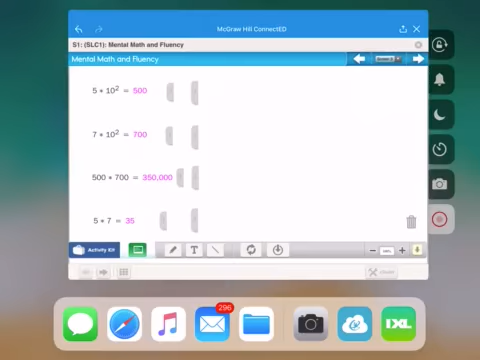 McGraw Hill ConnectED
S1: (SLC1): Mental Math and Fluency
Mental Math and Fluency
5 * 10² = 500
7 * 10² = 700
500 * 700 = 350,000
5 * 7 = 35
Activity Kit
T
296
IXL